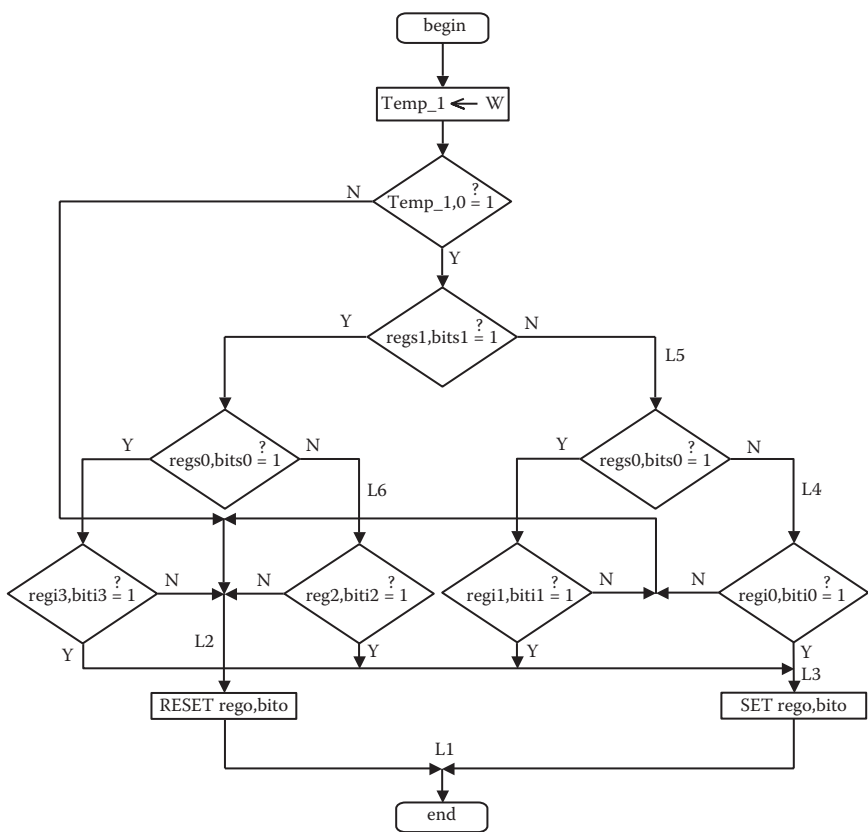 begin
Temp_1 ← W
N
?
Temp_1,0 = 1
Y
Y
?
regs1,bits1 = 1
N
L5
Y
?
regs0,bits0 = 1
N
Y
?
regs0,bits0 = 1
N
L6
L4
?
regi3,biti3 = 1
N
N
?
reg2,biti2 = 1
?
regi1,biti1 = 1
N
N
?
regi0,biti0 = 1
Y
L2
Y
Y
Y
L3
RESET rego,bito
SET rego,bito
L1
end